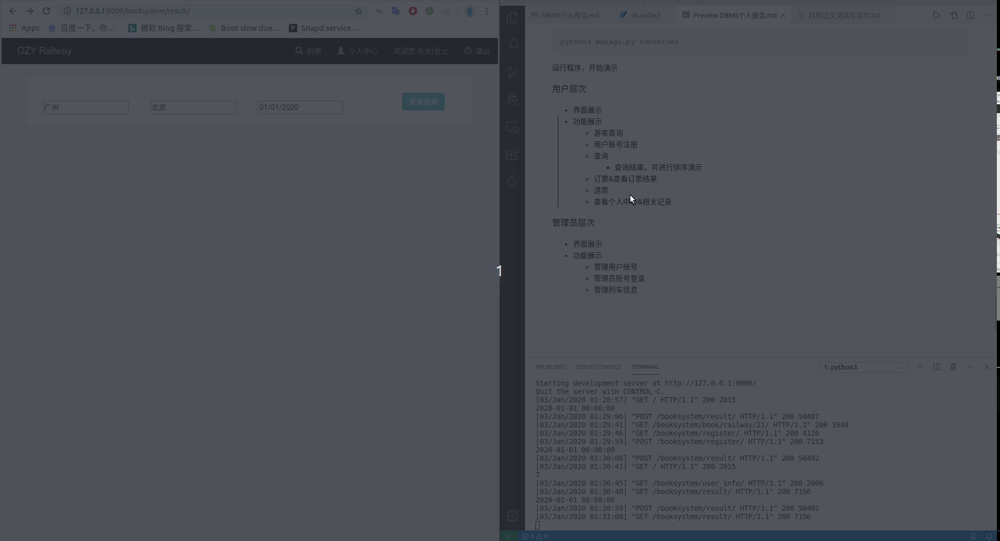 127.0.0.1:8000/booksystem/result/
Apps 百度一下，你... 微软 Bing 搜索... Boot slow due... Snapd.service...
GZY Railway 购票 个人中心 欢迎您 先生/女士 退出
广州 北京 01/01/2020 重新搜索
1
DBMS个人报告.md db.sqlite3 Preview DBMS个人报告.md 科技论文阅读与写作.txt
python3 manage.py runserver
运行程序，开始演示
用户层次
界面展示
功能展示
游客查询
用户账号注册
查询
查询结果，并进行排序演示
订票&查看订票结果
退票
查看个人中心&相关记录
管理员层次
界面展示
功能展示
管理用户账号
管理员账号登录
管理列车信息
PROBLEMS DEBUG CONSOLE TERMINAL 1: python3
Starting development server at http://127.0.0.1:8000/
Quit the server with CONTROL-C.
[03/Jan/2020 01:28:57] "GET / HTTP/1.1" 200 2015
2020-01-01 00:00:00
[03/Jan/2020 01:29:06] "POST /booksystem/result/ HTTP/1.1" 200 50487
[03/Jan/2020 01:29:41] "GET /booksystem/book/railway/21/ HTTP/1.1" 200 3940
[03/Jan/2020 01:29:46] "GET /booksystem/register/ HTTP/1.1" 200 4126
[03/Jan/2020 01:29:59] "POST /booksystem/register/ HTTP/1.1" 200 7153
2020-01-01 00:00:00
[03/Jan/2020 01:30:08] "POST /booksystem/result/ HTTP/1.1" 200 50492
[03/Jan/2020 01:30:41] "GET / HTTP/1.1" 200 2015
7
[03/Jan/2020 01:30:45] "GET /booksystem/user_info/ HTTP/1.1" 200 2606
[03/Jan/2020 01:30:48] "GET /booksystem/result/ HTTP/1.1" 200 7156
2020-01-01 00:00:00
[03/Jan/2020 01:30:59] "POST /booksystem/result/ HTTP/1.1" 200 50492
[03/Jan/2020 01:31:00] "GET /booksystem/result/ HTTP/1.1" 200 7156
0 0